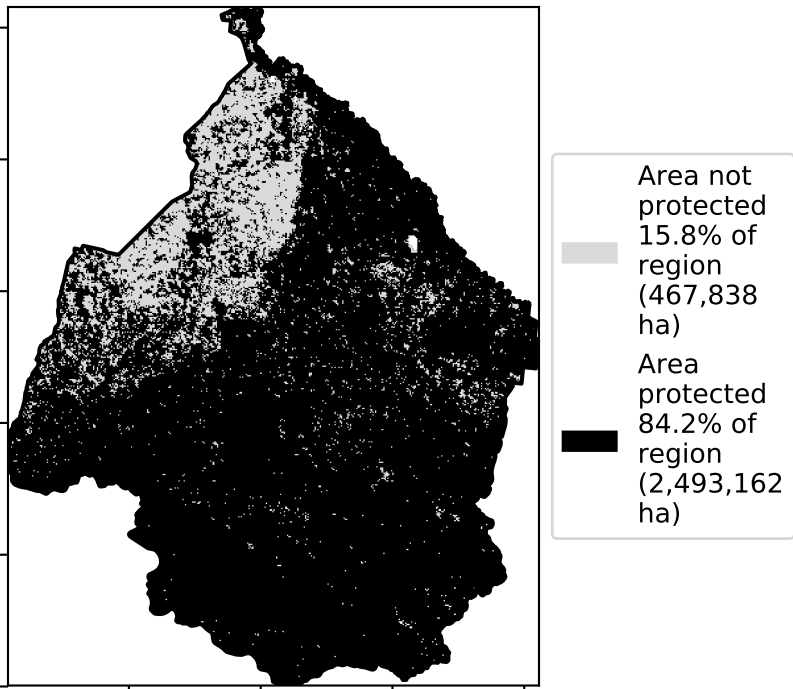 Area not
protected
15.8% of
region
(467,838
ha)
Area
protected
84.2% of
region
(2,493,162
ha)